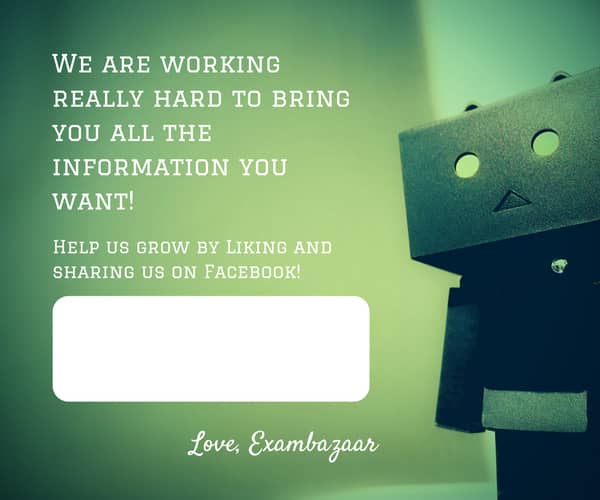 We are working
really hard to bring
you all the
information you
want!
Help us grow by Liking and
sharing us on Facebook!
Love, Exambazaar